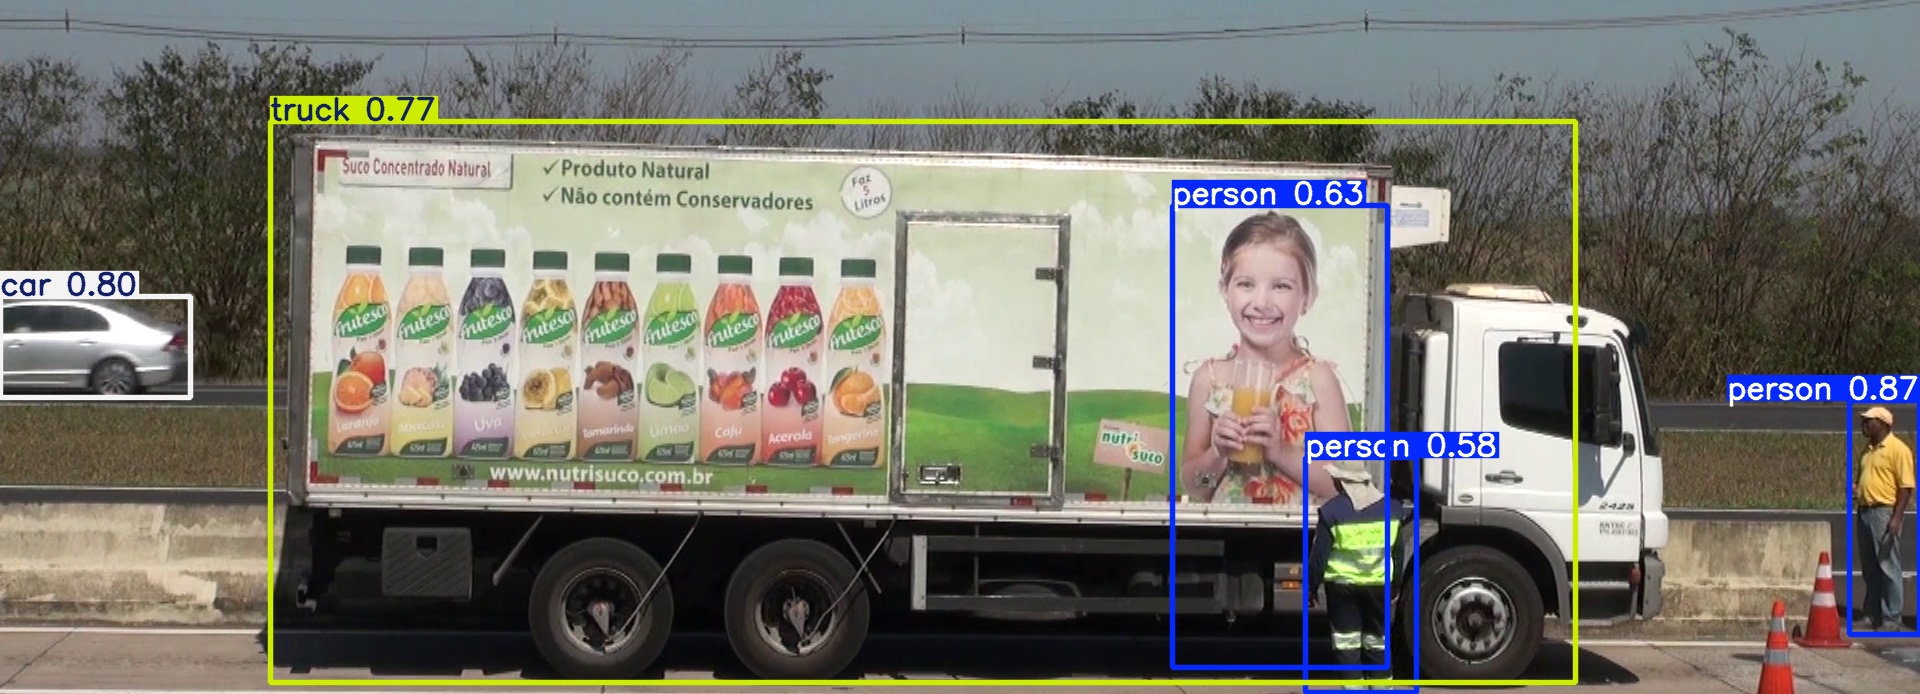 truck 0.77
Suco Concentrado Natural
✓ Produto Natural
✓ Não contém Conservadores
Faz
5
Litros
person 0.63
car 0.80
frutesco
frutesco
frutesco
frutesco
frutesco
frutesco
frutesco
frutesco
frutesco
person 0.87
Laranja
Abacaxi
Uva
Tamarindo
Limão
Caju
Acerola
Tangerina
nutri
suco
person 0.58
www.nutrisuco.com.br
2425